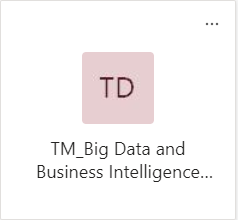 ...
TD
TM_Big Data and
Business Intelligence...